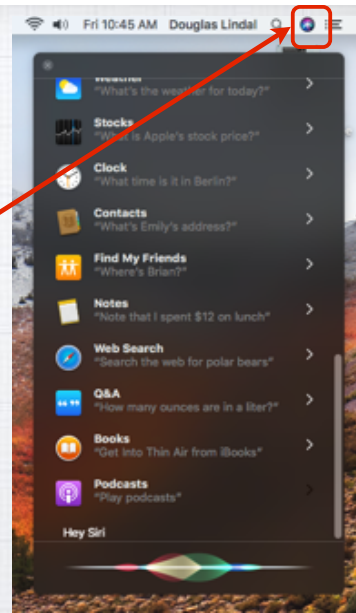 Fri 10:45 AM Douglas Lindal
Weather
"What's the weather for today?"
Stocks
"What is Apple's stock price?"
Clock
"What time is it in Berlin?"
Contacts
"What's Emily's address?"
Find My Friends
"Where's Brian?"
Notes
"Note that I spent $12 on lunch"
Web Search
"Search the web for polar bears"
Q&A
"How many ounces are in a liter?"
Books
"Get Into Thin Air from iBooks"
Podcasts
"Play podcasts"
Hey Siri